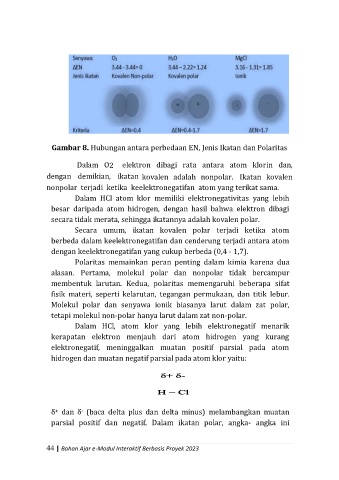 Senyawa O₂ H₂O MgCl
ΔEN 3.44 - 3.44= 0 3.44 – 2.22= 1.24 3.16 - 1.31= 1.85
Jenis Ikatan Kovalen Non-polar Kovalen polar Ionik
Kriteria ΔEN=0.4 ΔEN=0.4-1.7 ΔEN=1.7
Gambar 8. Hubungan antara perbedaan EN, Jenis Ikatan dan Polaritas
Dalam O2 elektron dibagi rata antara atom klorin dan,
dengan demikian, ikatan kovalen adalah nonpolar. Ikatan kovalen
nonpolar terjadi ketika keelektronegatifan atom yang terikat sama.
Dalam HCl atom klor memiliki elektronegativitas yang lebih
besar daripada atom hidrogen, dengan hasil bahwa elektron dibagi
secara tidak merata, sehingga ikatannya adalah kovalen polar.
Secara umum, ikatan kovalen polar terjadi ketika atom
berbeda dalam keelektronegatifan dan cenderung terjadi antara atom
dengan keelektronegatifan yang cukup berbeda (0,4 - 1,7).
Polaritas memainkan peran penting dalam kimia karena dua
alasan. Pertama, molekul polar dan nonpolar tidak bercampur
membentuk larutan. Kedua, polaritas memengaruhi beberapa sifat
fisik materi, seperti kelarutan, tegangan permukaan, dan titik lebur.
Molekul polar dan senyawa ionik biasanya larut dalam zat polar,
tetapi molekul non-polar hanya larut dalam zat non-polar.
Dalam HCl, atom klor yang lebih elektronegatif menarik
kerapatan elektron menjauh dari atom hidrogen yang kurang
elektronegatif, meninggalkan muatan positif parsial pada atom
hidrogen dan muatan negatif parsial pada atom klor yaitu:
δ+ δ-
H – Cl
δ⁺ dan δ⁻ (baca delta plus dan delta minus) melambangkan muatan
parsial positif dan negatif. Dalam ikatan polar, angka- angka ini
44 | Bahan Ajar e-Modul Interaktif Berbasis Proyek 2023